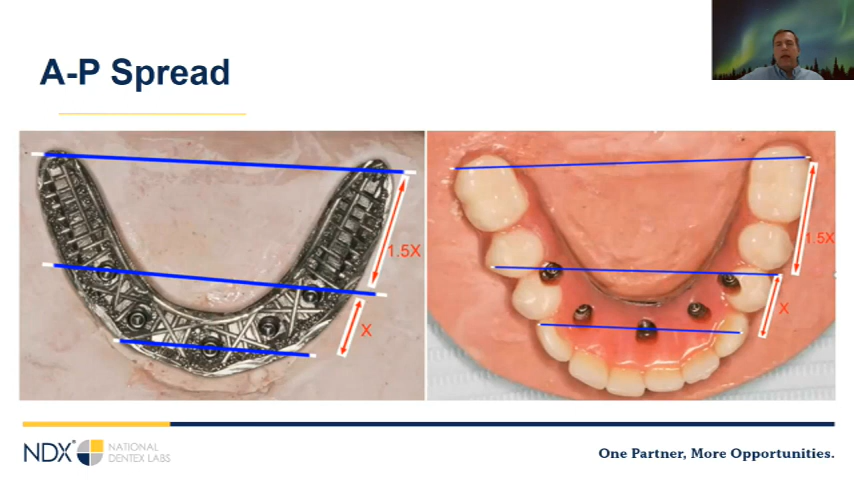 A-P Spread
1.5X
X
1.5X
X
NDX®
NATIONAL
DENTEX LABS
One Partner, More Opportunities.